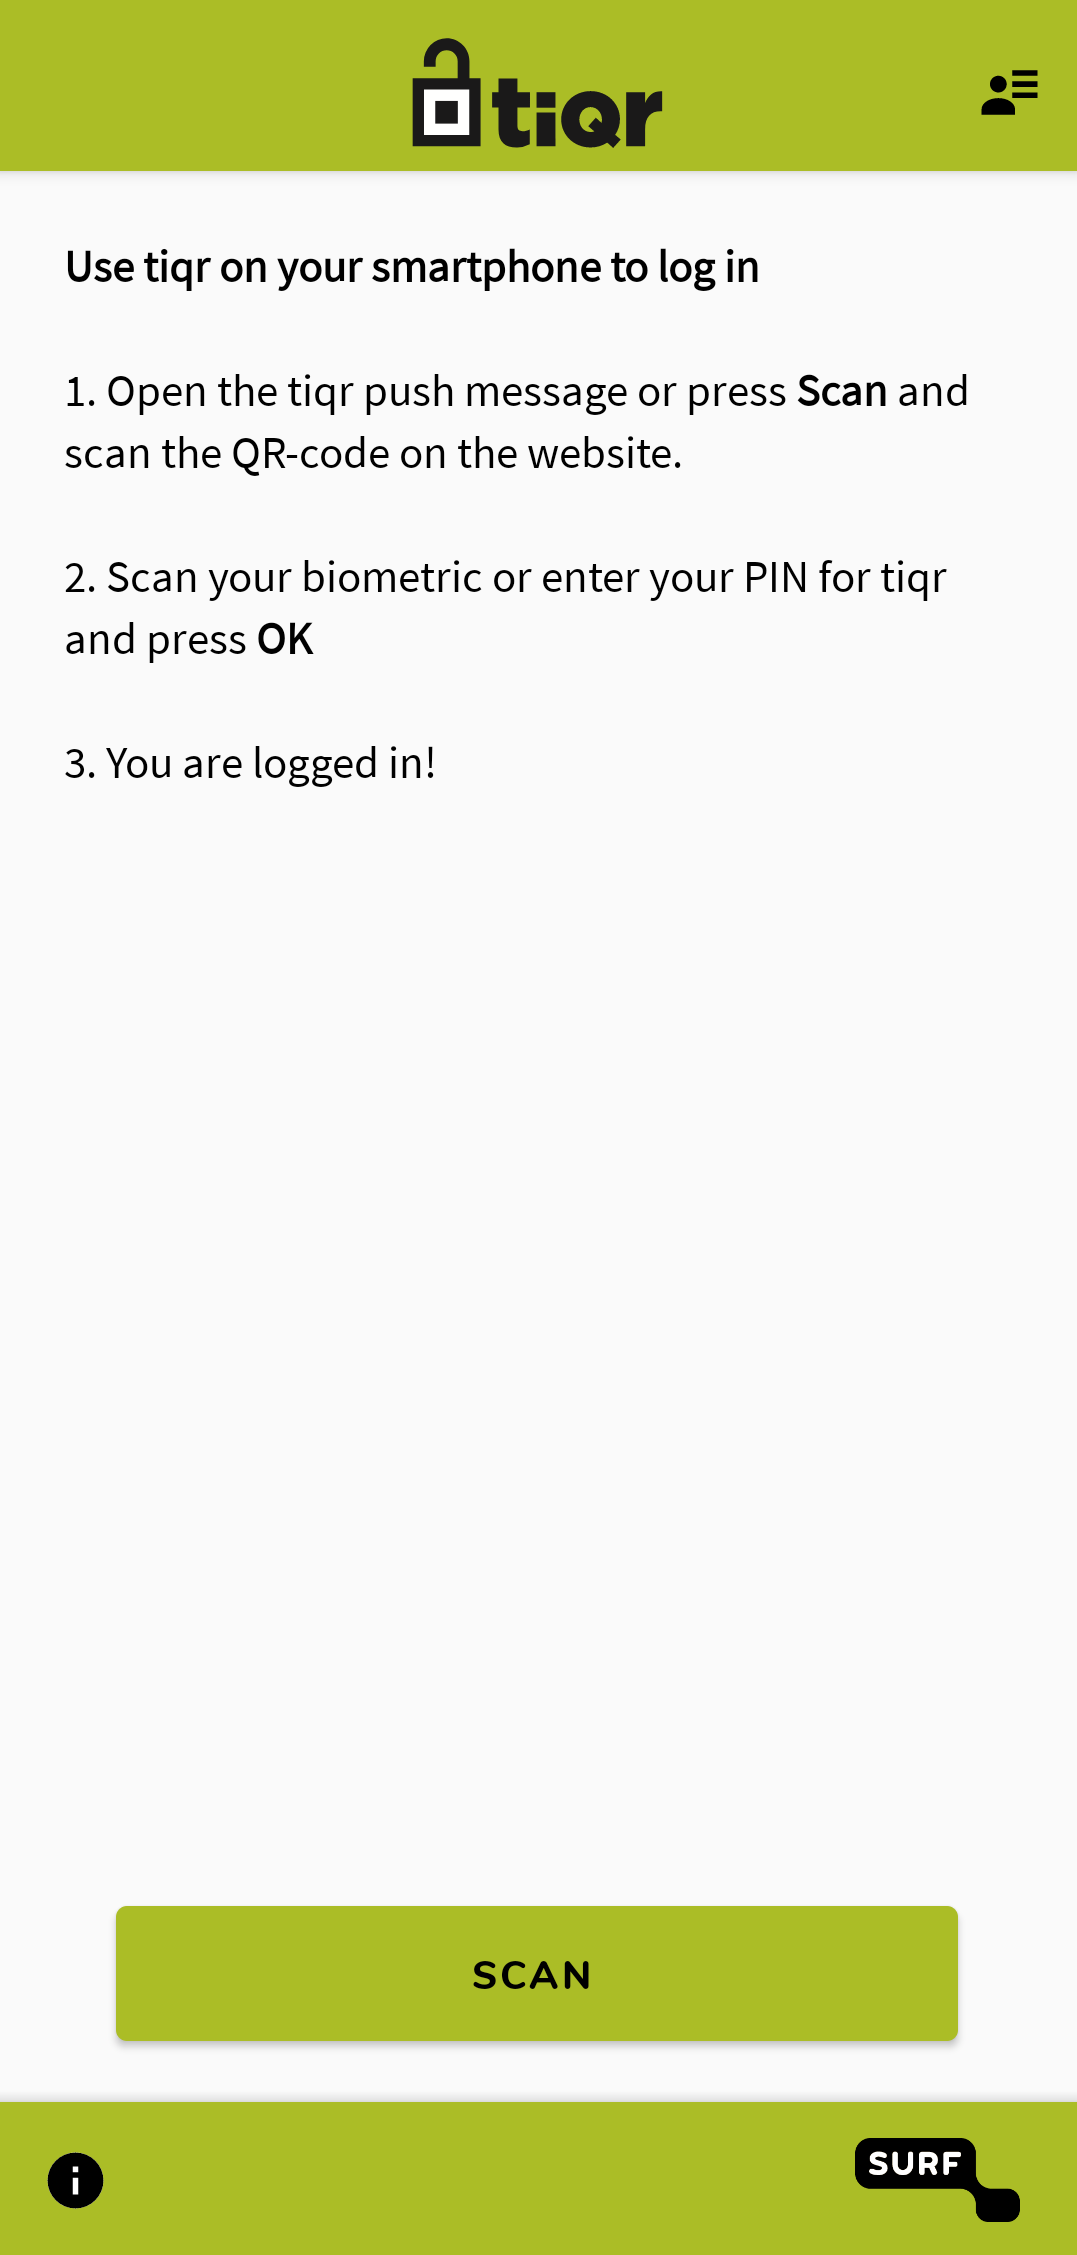 tiqr
Use tiqr on your smartphone to log in
1. Open the tiqr push message or press Scan and
scan the QR-code on the website.
2. Scan your biometric or enter your PIN for tiqr
and press OK
3. You are logged in!
SCAN
i
SURF